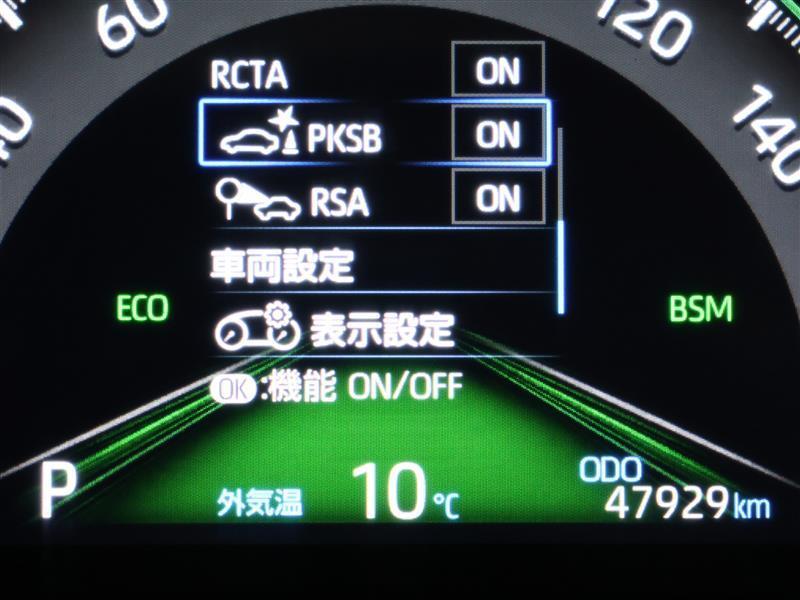 60
120
140
RCTA ON
PKSB ON
RSA ON
車両設定
ECO
BSM
表示設定
OK:機能 ON/OFF
P
外気温 10℃
ODO
47929km